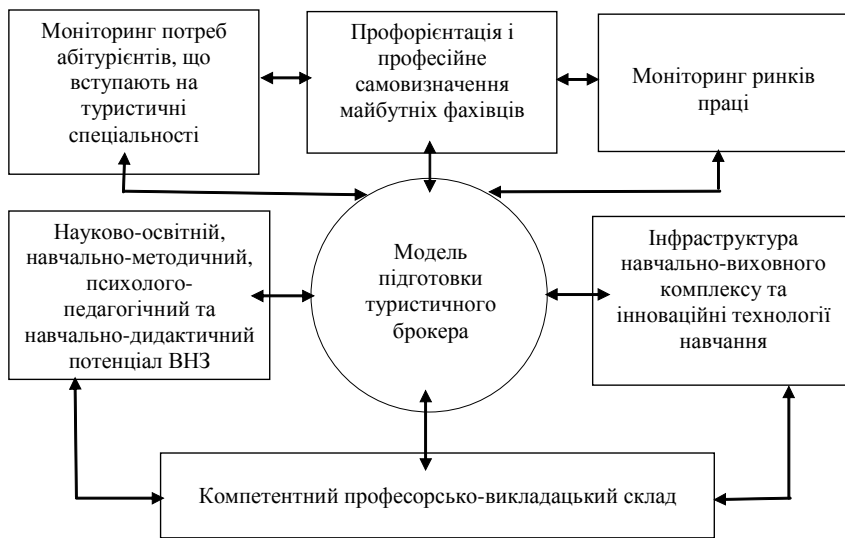 Моніторинг потреб
абітурієнтів, що
вступають на
туристичні
спеціальності
Профорієнтація і
професійне
самовизначення
майбутніх фахівців
Моніторинг ринків
праці
Науково-освітній,
навчально-методичний,
психолого-
педагогічний та
навчально-дидактичний
потенціал ВНЗ
Модель
підготовки
туристичного
брокера
Інфраструктура
навчально-виховного
комплексу та
інноваційні технології
навчання
Компетентний професорсько-викладацький склад